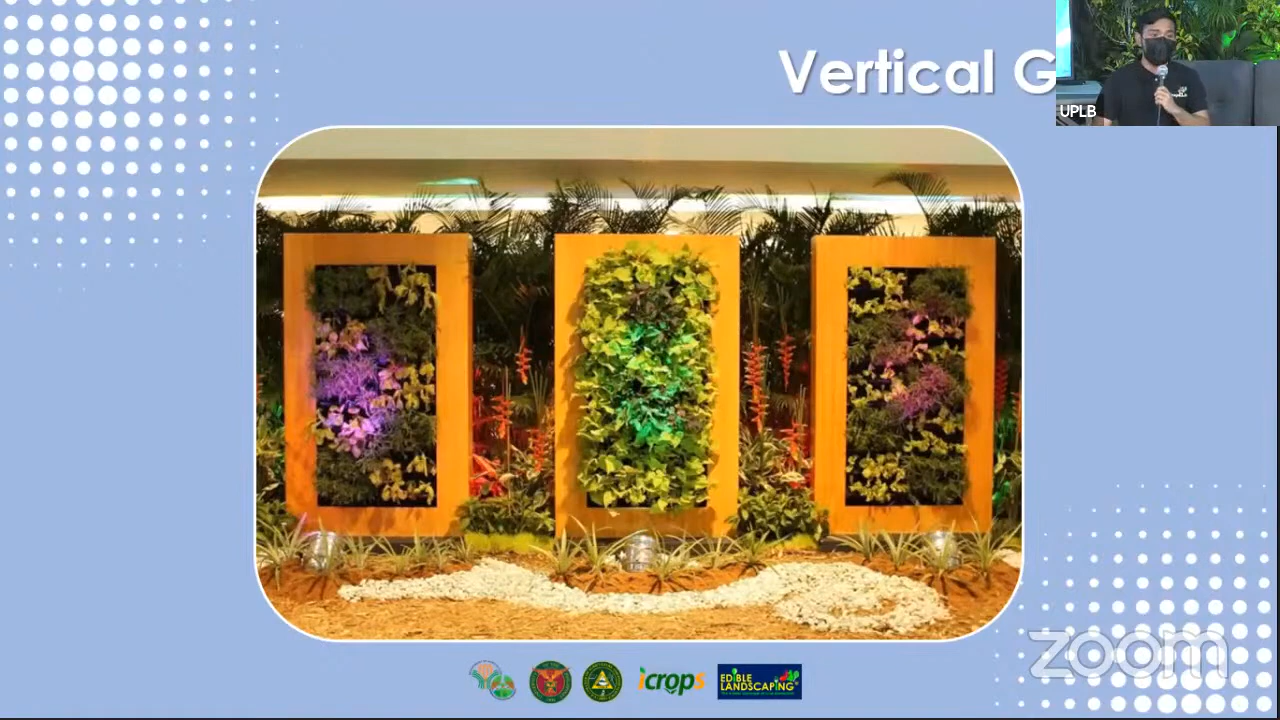 Vertical G
UPLB
icrops
EDIBLE
LANDSCAPING
zoom